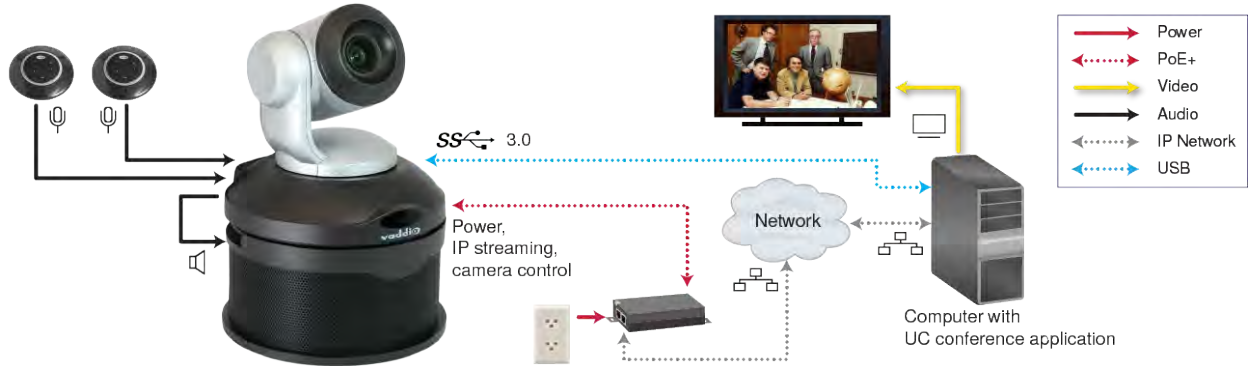 SS 3.0
vaddio
Power,
IP streaming,
camera control
Network
Computer with
UC conference application
Power
PoE+
Video
Audio
IP Network
USB